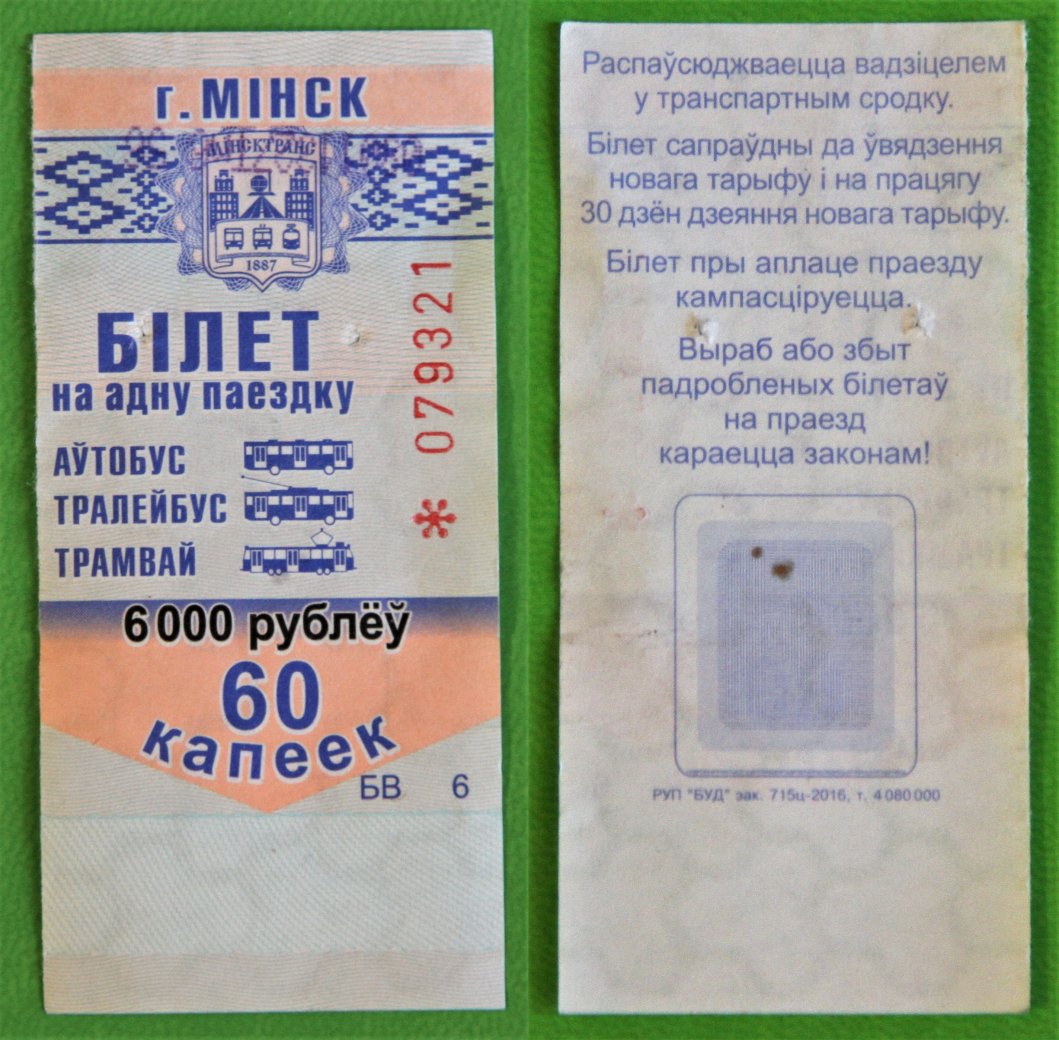 г. МІНСК
МІНСКТРАНС
1887
БІЛЕТ
на адну паездку
АЎТОБУС
ТРАЛЕЙБУС
ТРАМВАЙ
* 079321
6 000 рублёў
60
капеек
БВ 6
Распаўсюджваецца вадзіцелем
у транспартным сродку.
Білет сапраўдны да ўвядзення
новага тарыфу і на працягу
30 дзён дзеяння новага тарыфу.
Білет пры аплаце праезду
кампасціруецца.
Выраб або збыт
падробленых білетаў
на праезд
караецца законам!
РУП "БУД" зак. 715ц-2016, т. 4 080 000